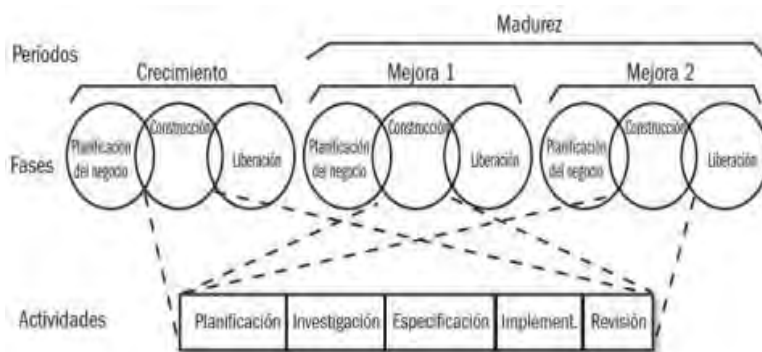 Madurez
Períodos
Crecimiento Mejora 1 Mejora 2
Construcción Construcción Construcción
Planificación Planificación Planificación
Fases del negocio Liberación del negocio Liberación del negocio Liberación
Actividades Planificación Investigación Especificación Implement. Revisión